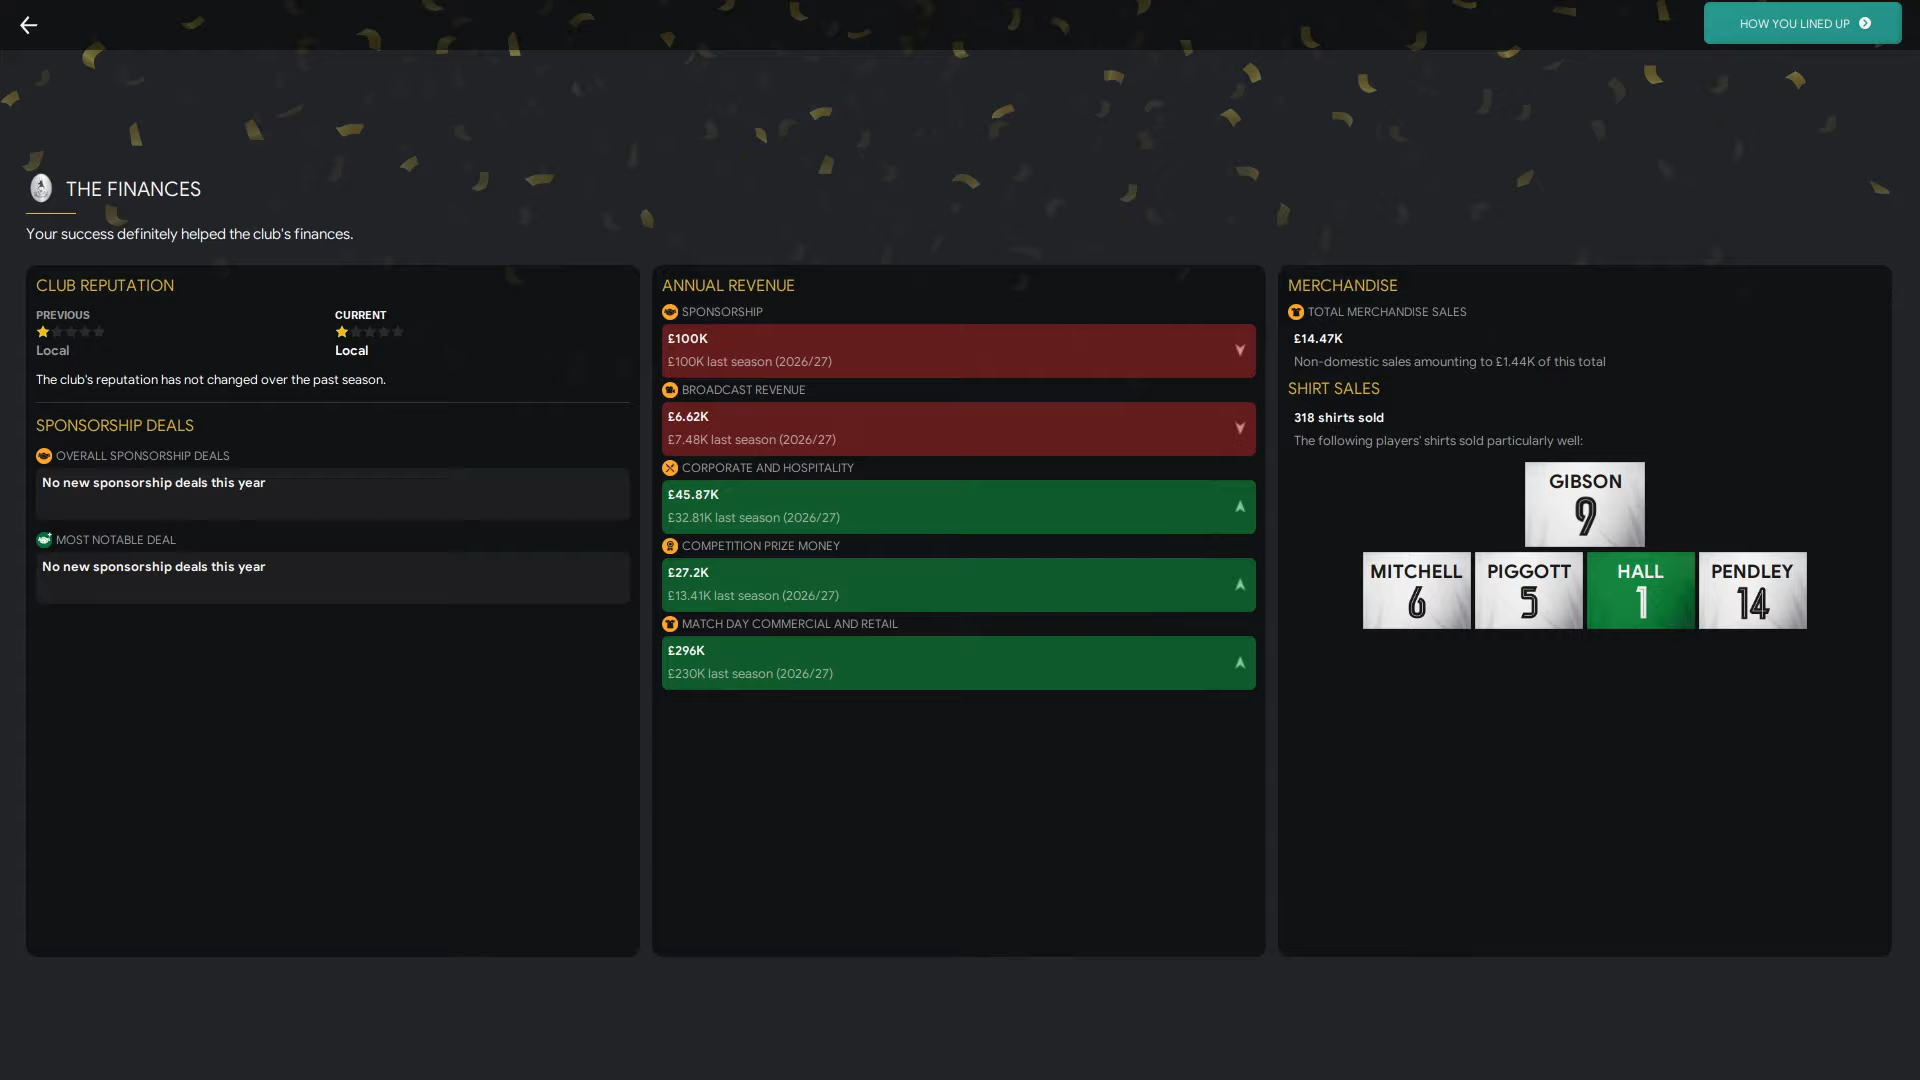 HOW YOU LINED UP
THE FINANCES
Your success definitely helped the club's finances.
CLUB REPUTATION
PREVIOUS
CURRENT
Local
Local
The club's reputation has not changed over the past season.
SPONSORSHIP DEALS
OVERALL SPONSORSHIP DEALS
No new sponsorship deals this year
MOST NOTABLE DEAL
No new sponsorship deals this year
ANNUAL REVENUE
SPONSORSHIP
£100K
£100K last season (2026/27)
BROADCAST REVENUE
£6.62K
£7.48K last season (2026/27)
CORPORATE AND HOSPITALITY
£45.87K
£32.81K last season (2026/27)
COMPETITION PRIZE MONEY
£27.2K
£13.41K last season (2026/27)
MATCH DAY COMMERCIAL AND RETAIL
£296K
£230K last season (2026/27)
MERCHANDISE
TOTAL MERCHANDISE SALES
£14.47K
Non-domestic sales amounting to £1.44K of this total
SHIRT SALES
318 shirts sold
The following players' shirts sold particularly well:
GIBSON
9
MITCHELL
6
PIGGOTT
5
HALL
1
PENDLEY
14